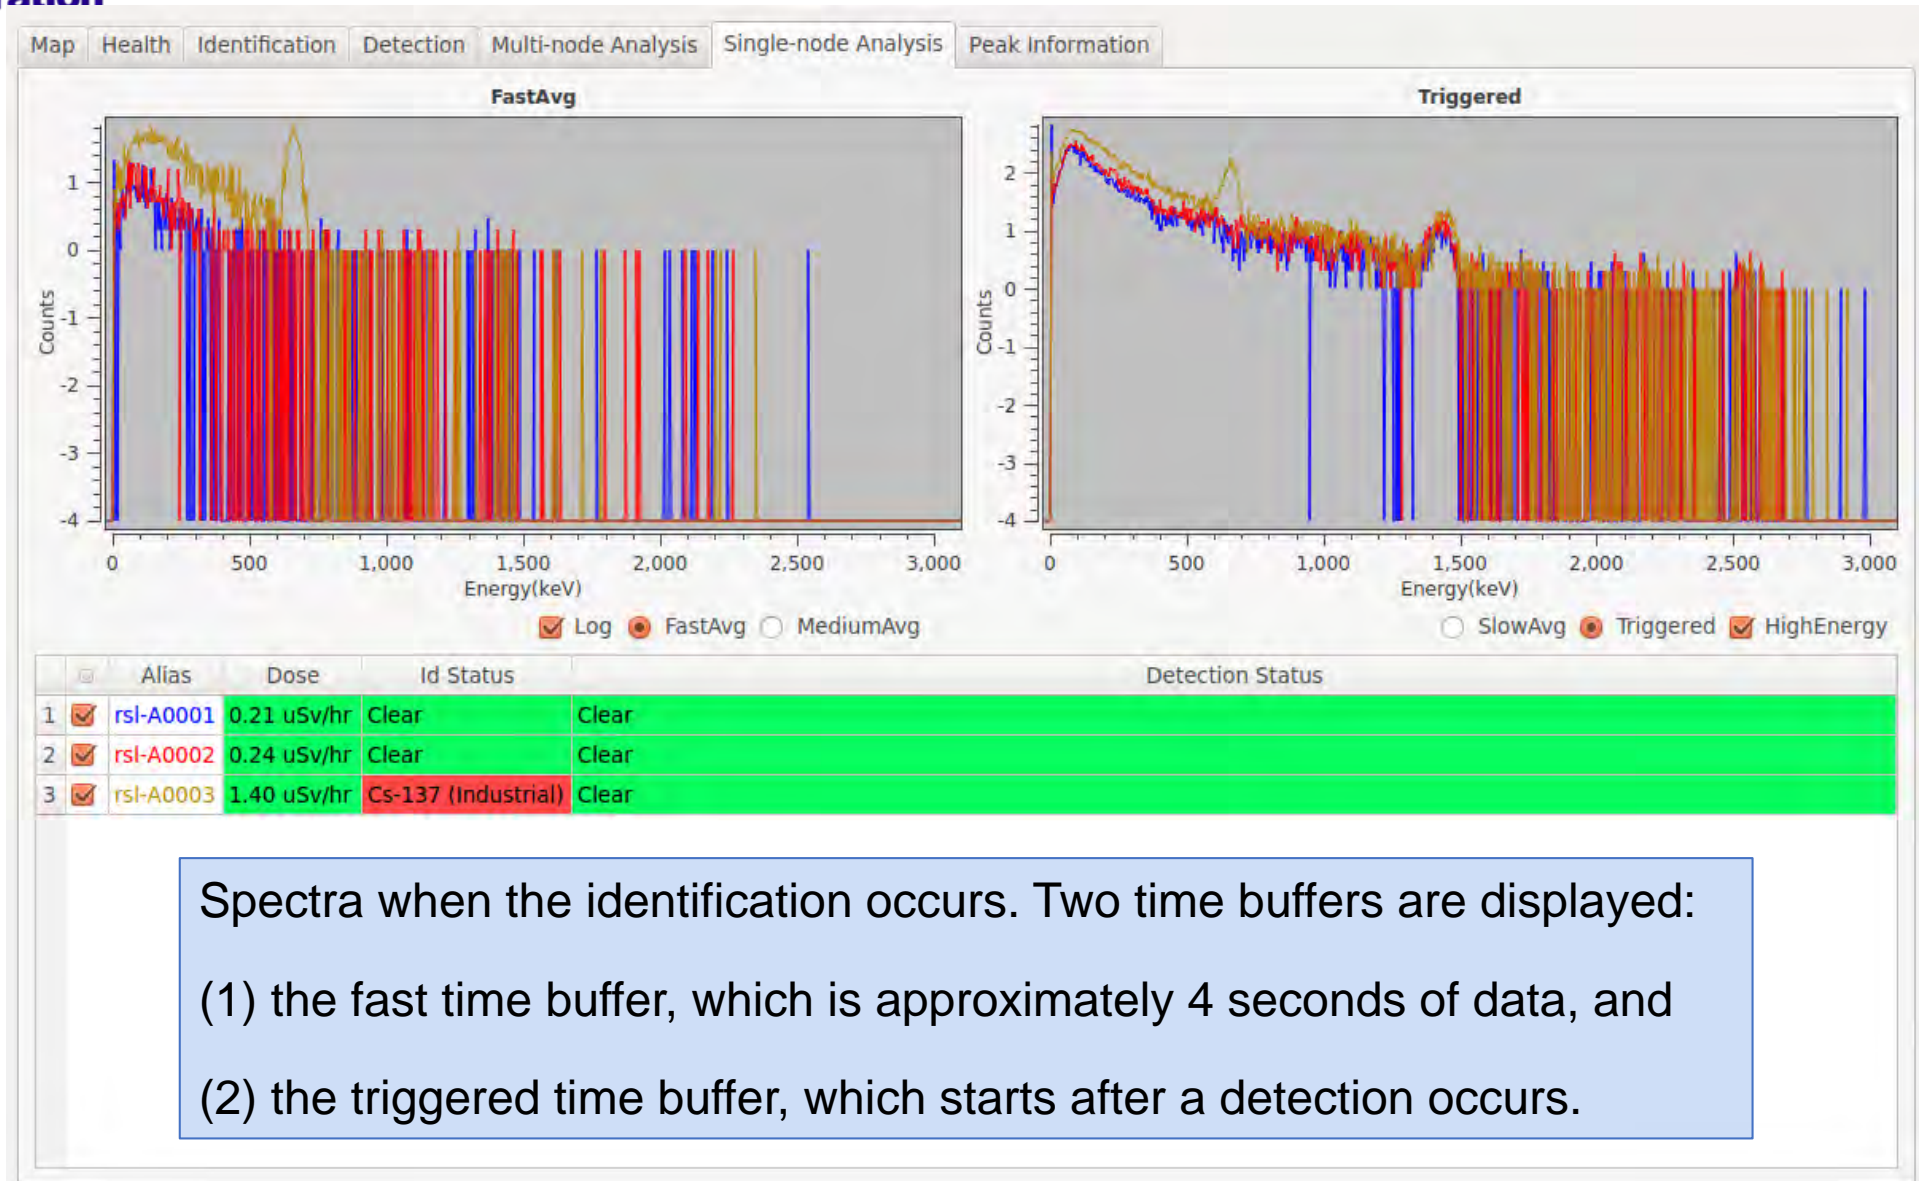 Map Health Identification Detection Multi-node Analysis Single-node Analysis Peak Information
FastAvg
1
0
-1
-2
-3
-4
Counts
0 500 1,000 1,500 2,000 2,500 3,000
Energy(keV)
Log FastAvg MediumAvg
Triggered
2
1
0
-1
-2
-3
-4
Counts
0 500 1,000 1,500 2,000 2,500 3,000
Energy(keV)
SlowAvg Triggered HighEnergy
Alias Dose Id Status Detection Status
1 rsl-A0001 0.21 uSv/hr Clear Clear
2 rsl-A0002 0.24 uSv/hr Clear Clear
3 rsl-A0003 1.40 uSv/hr Cs-137 (Industrial) Clear
Spectra when the identification occurs. Two time buffers are displayed:
(1) the fast time buffer, which is approximately 4 seconds of data, and
(2) the triggered time buffer, which starts after a detection occurs.